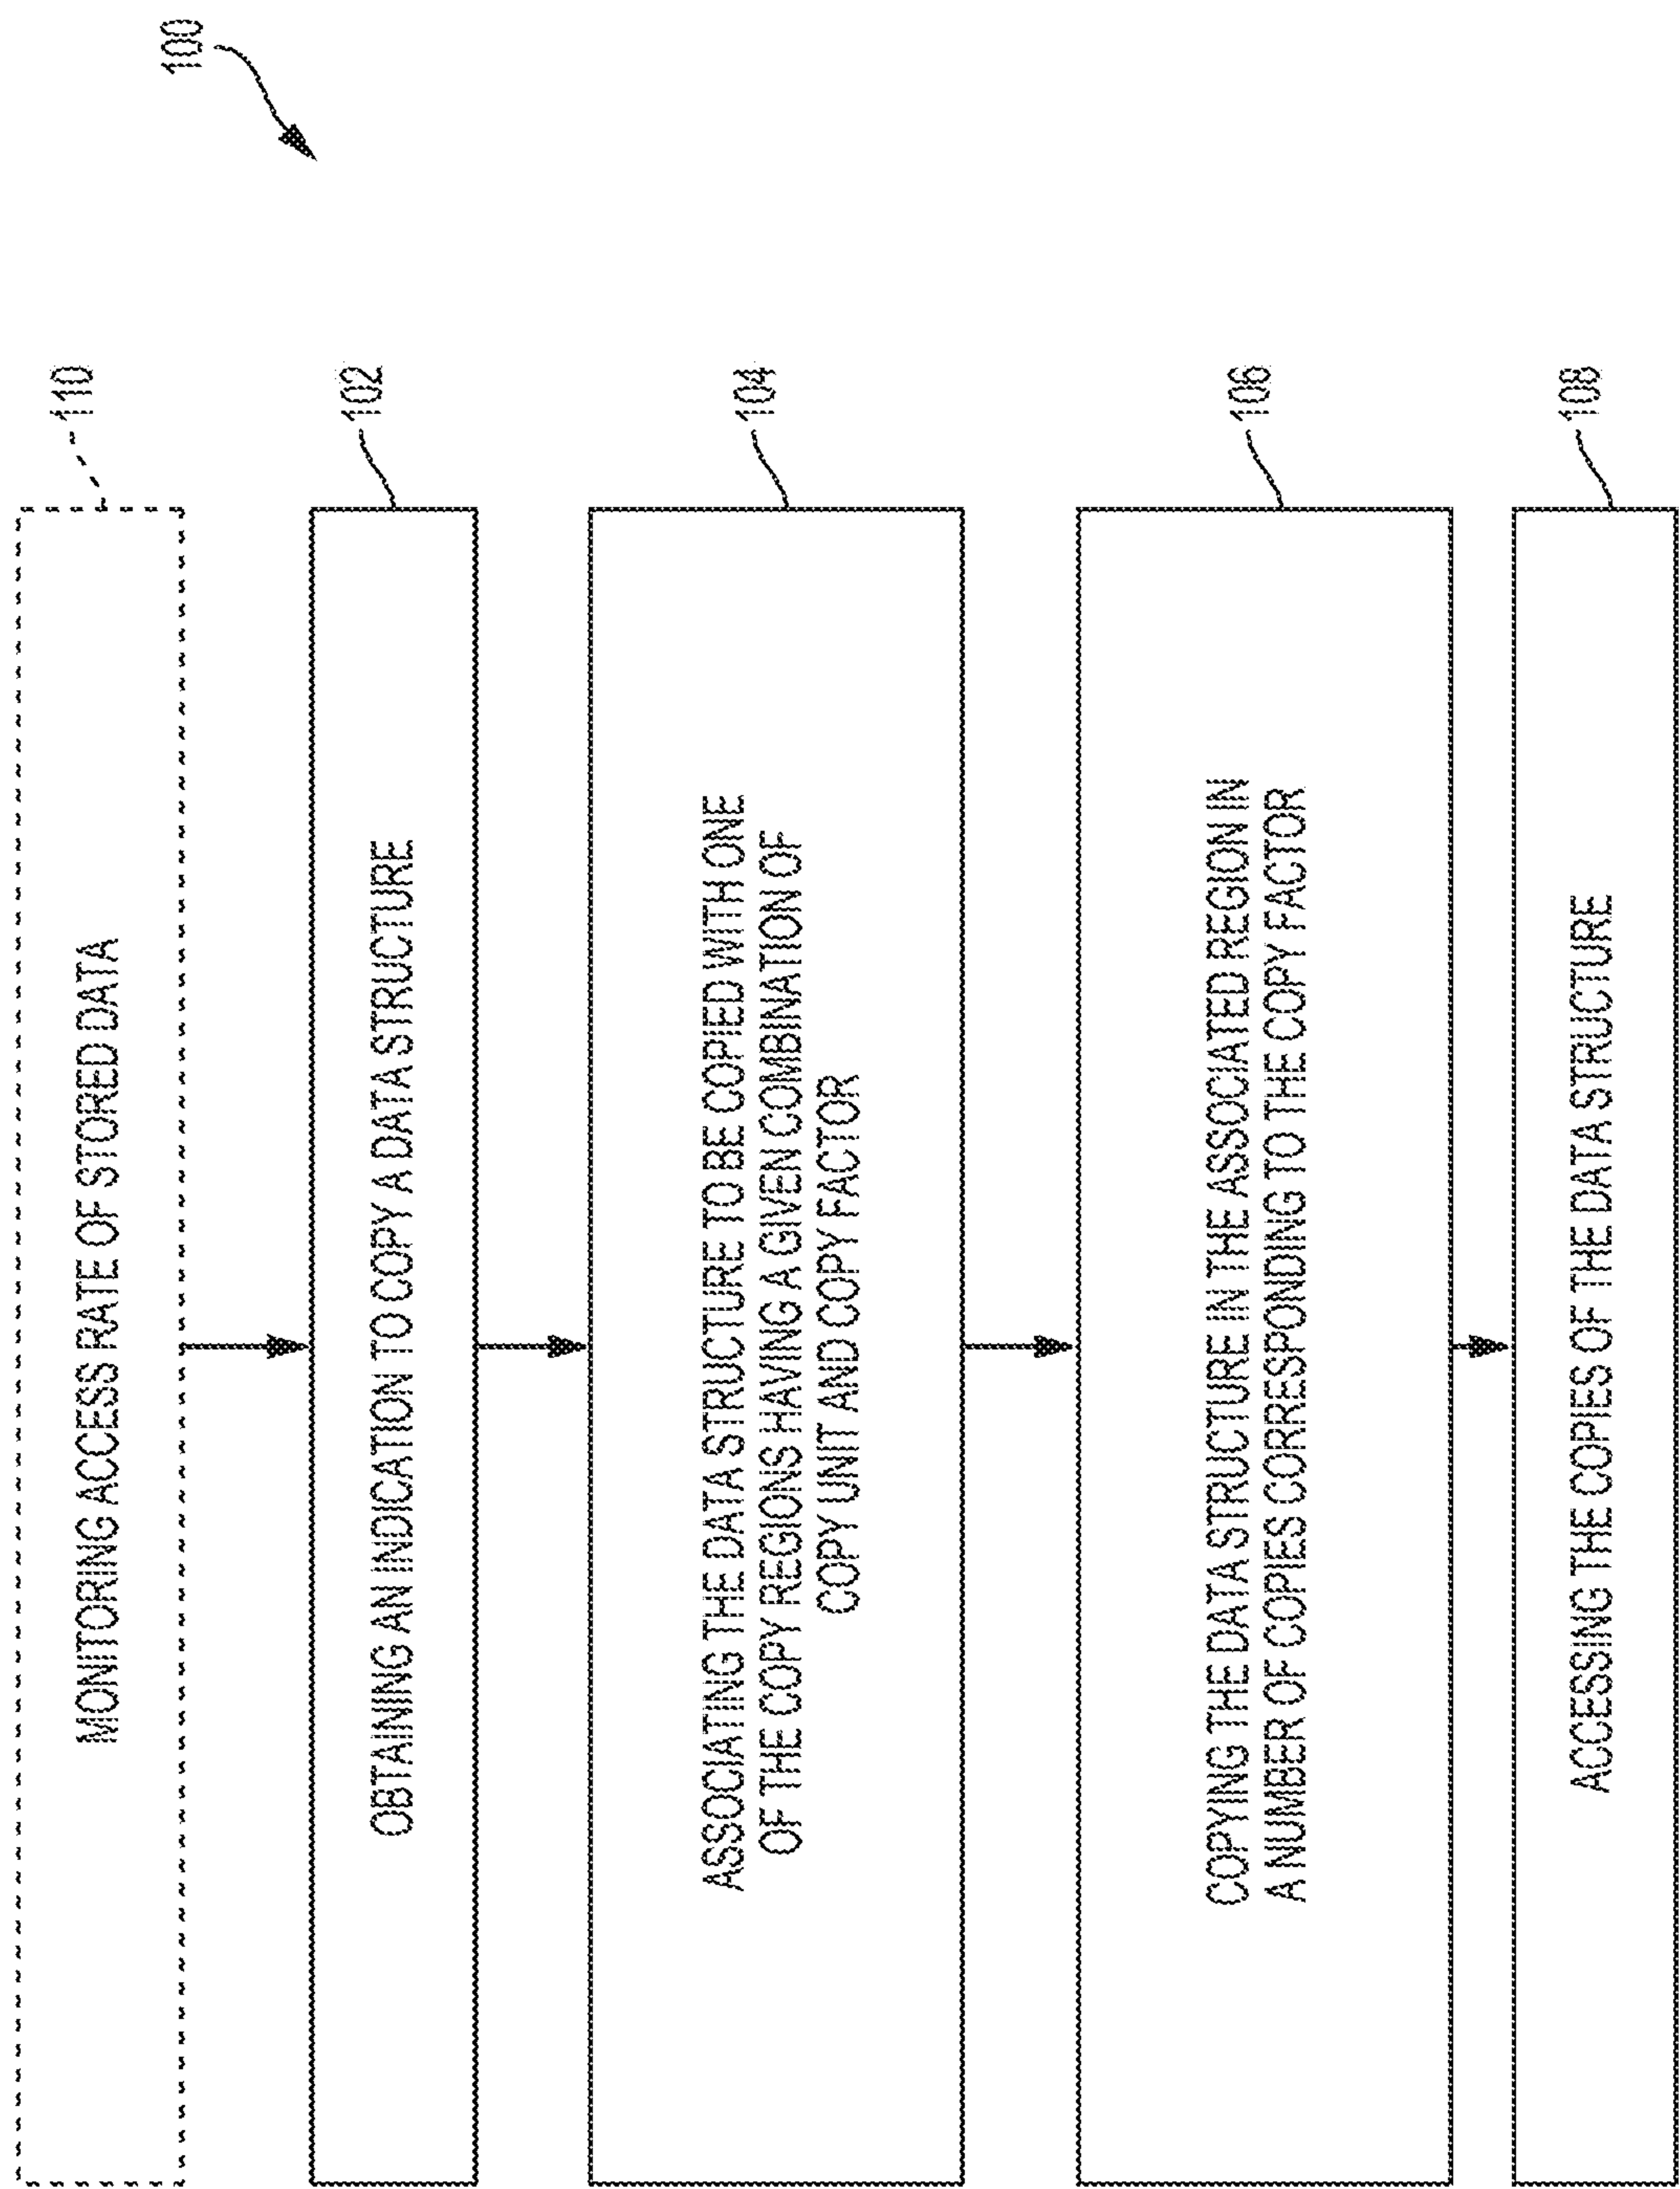 100
110
MONITORING ACCESS RATE OF STORED DATA
102
OBTAINING AN INDICATION TO COPY A DATA STRUCTURE
104
ASSOCIATING THE DATA STRUCTURE TO BE COPIED WITH ONE
OF THE COPY REGIONS HAVING A GIVEN COMBINATION OF
COPY UNIT AND COPY FACTOR
106
COPYING THE DATA STRUCTURE IN THE ASSOCIATED REGION IN
A NUMBER OF COPIES CORRESPONDING TO THE COPY FACTOR
108
ACCESSING THE COPIES OF THE DATA STRUCTURE